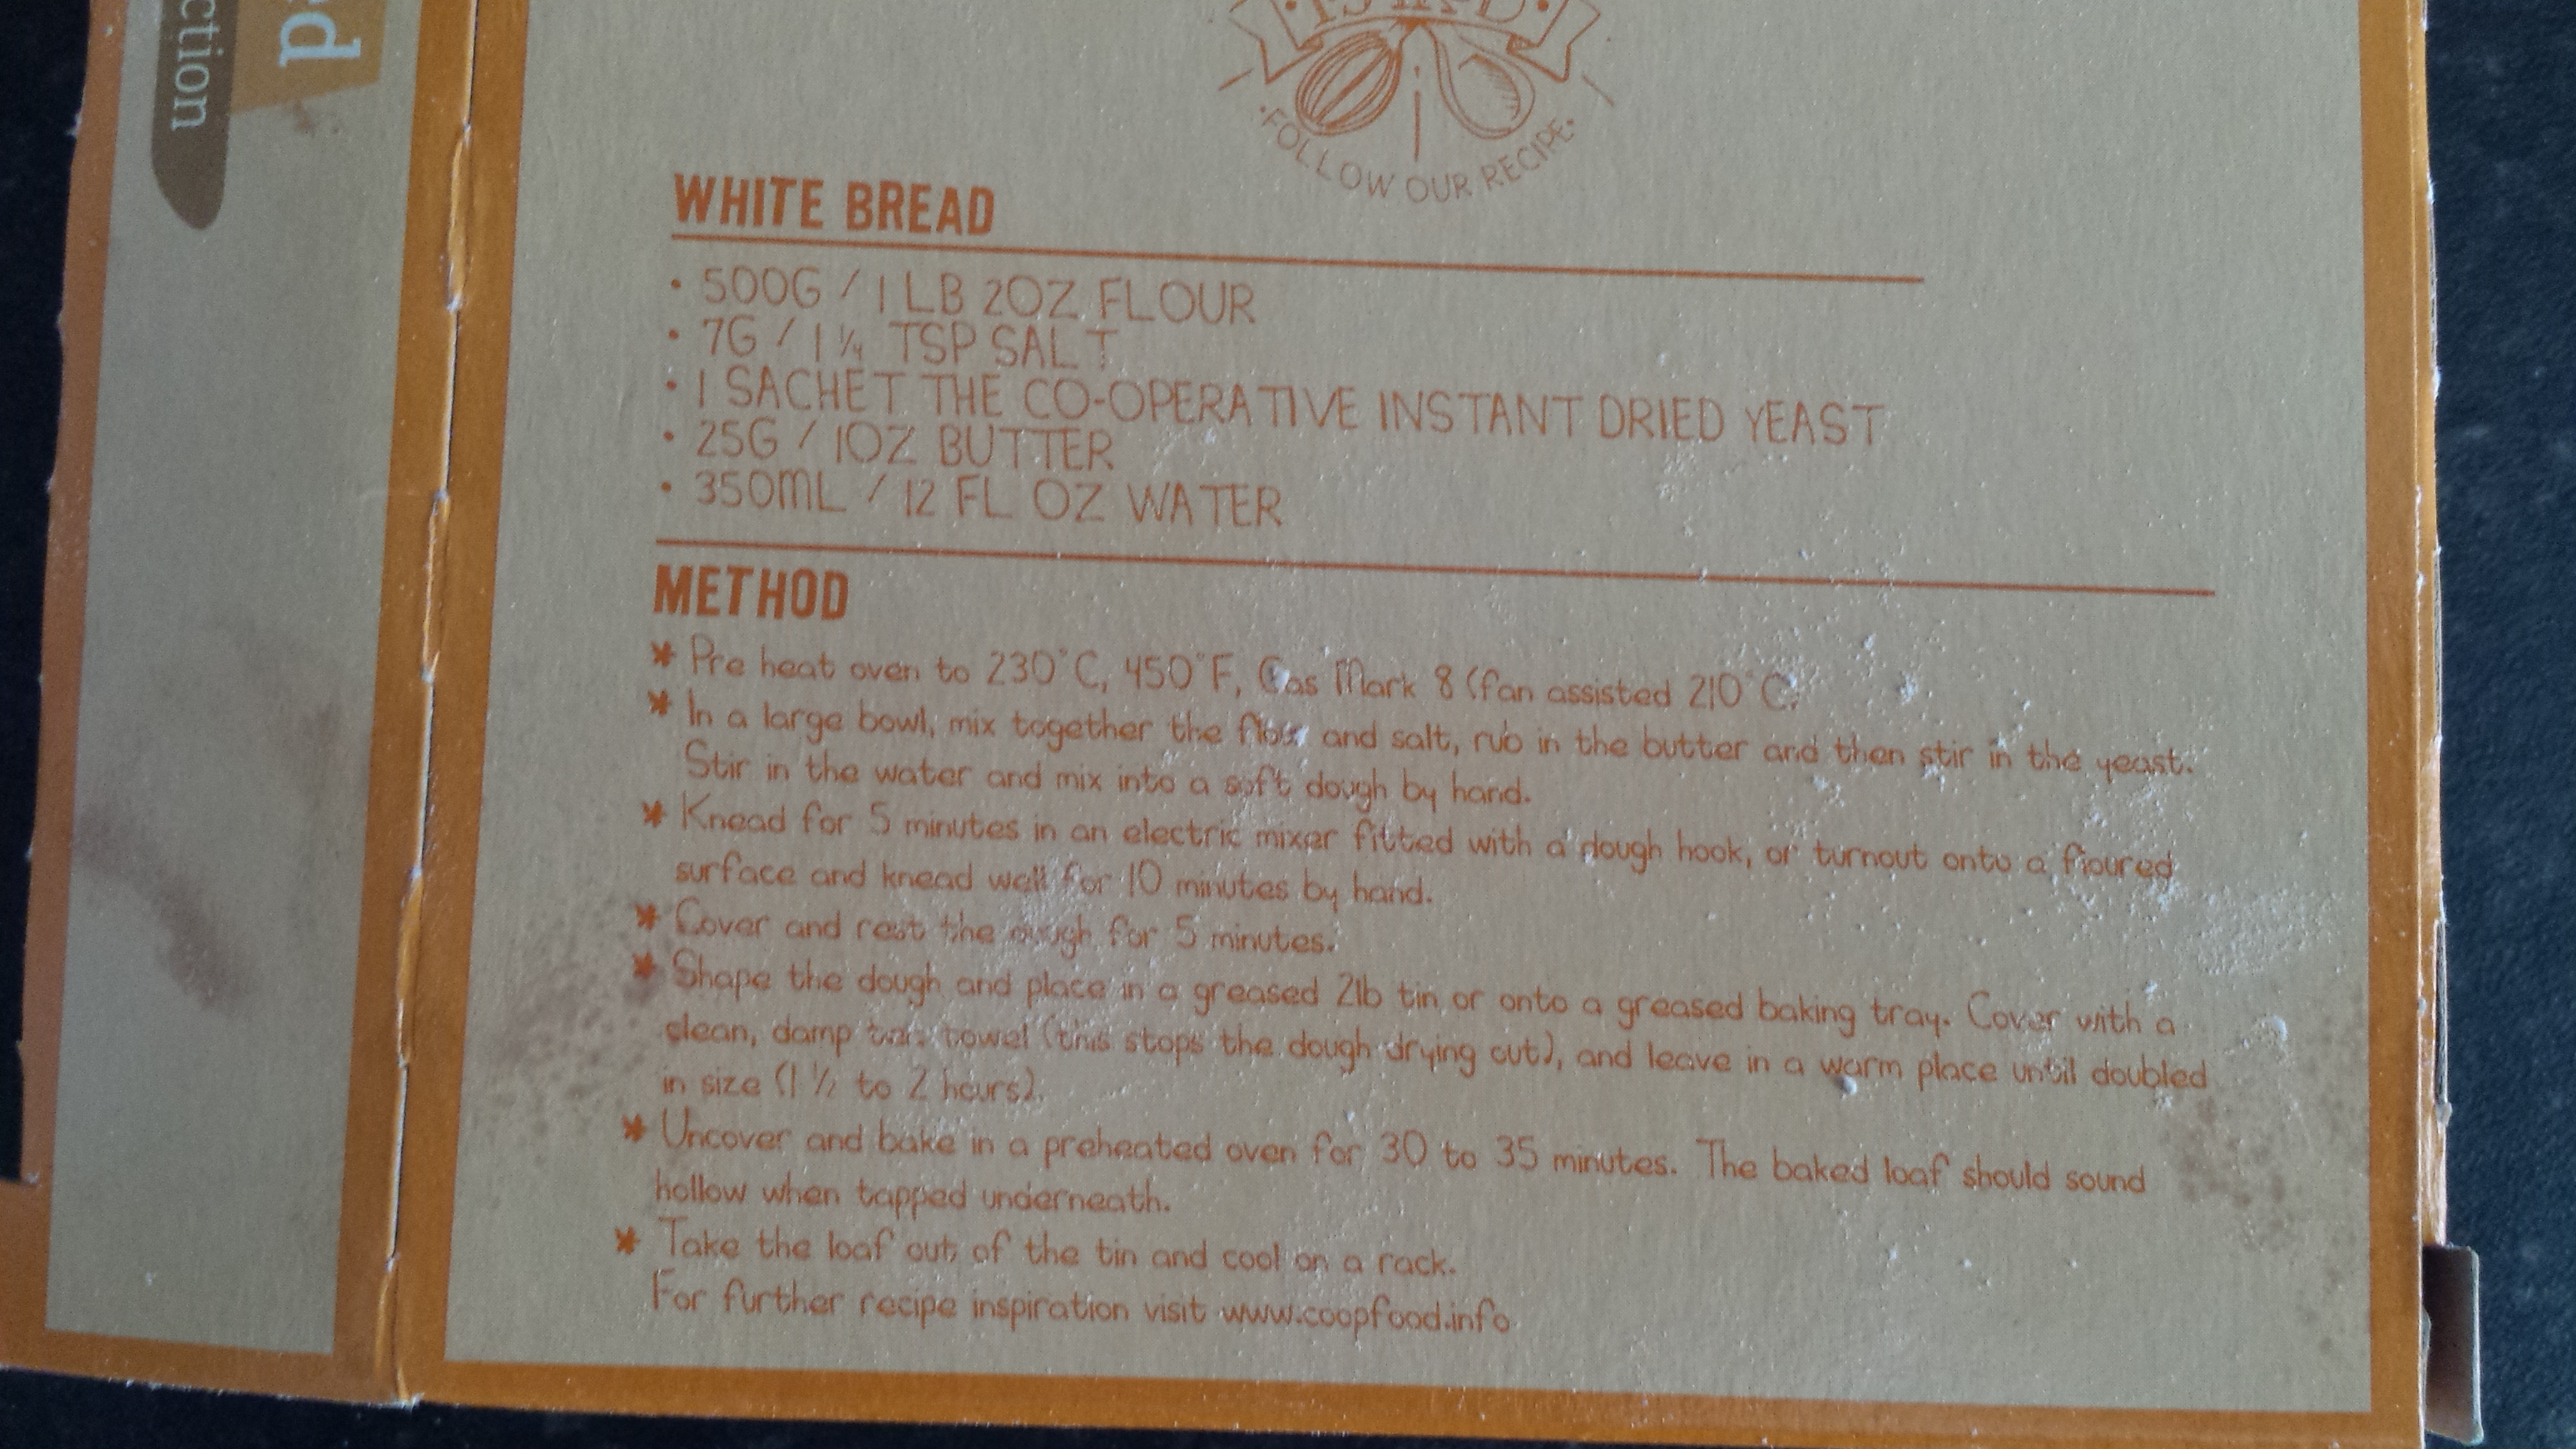 ed
ction
FOLLOW OUR RECIPE
WHITE BREAD
• 500G / 1 LB 2OZ FLOUR
• 7G / 1 ¼ TSP SALT
• 1 SACHET THE CO-OPERATIVE INSTANT DRIED YEAST
• 25G / 1OZ BUTTER
• 350ML / 12 FL OZ WATER
METHOD
* Pre heat oven to 230°C, 450°F, Gas Mark 8 (fan assisted 210°C.
* In a large bowl, mix together the flour and salt, rub in the butter and then stir in the yeast.
Stir in the water and mix into a soft dough by hand.
* Knead for 5 minutes in an electric mixer fitted with a dough hook, or turnout onto a floured
surface and knead well for 10 minutes by hand.
* Cover and rest the dough for 5 minutes.
* Shape the dough and place in a greased 2lb tin or onto a greased baking tray. Cover with a
clean, damp tea towel (this stops the dough drying out), and leave in a warm place until doubled
in size (1 ½ to 2 hours).
* Uncover and bake in a preheated oven for 30 to 35 minutes. The baked loaf should sound
hollow when tapped underneath.
* Take the loaf out of the tin and cool on a rack.
For further recipe inspiration visit www.coopfood.info